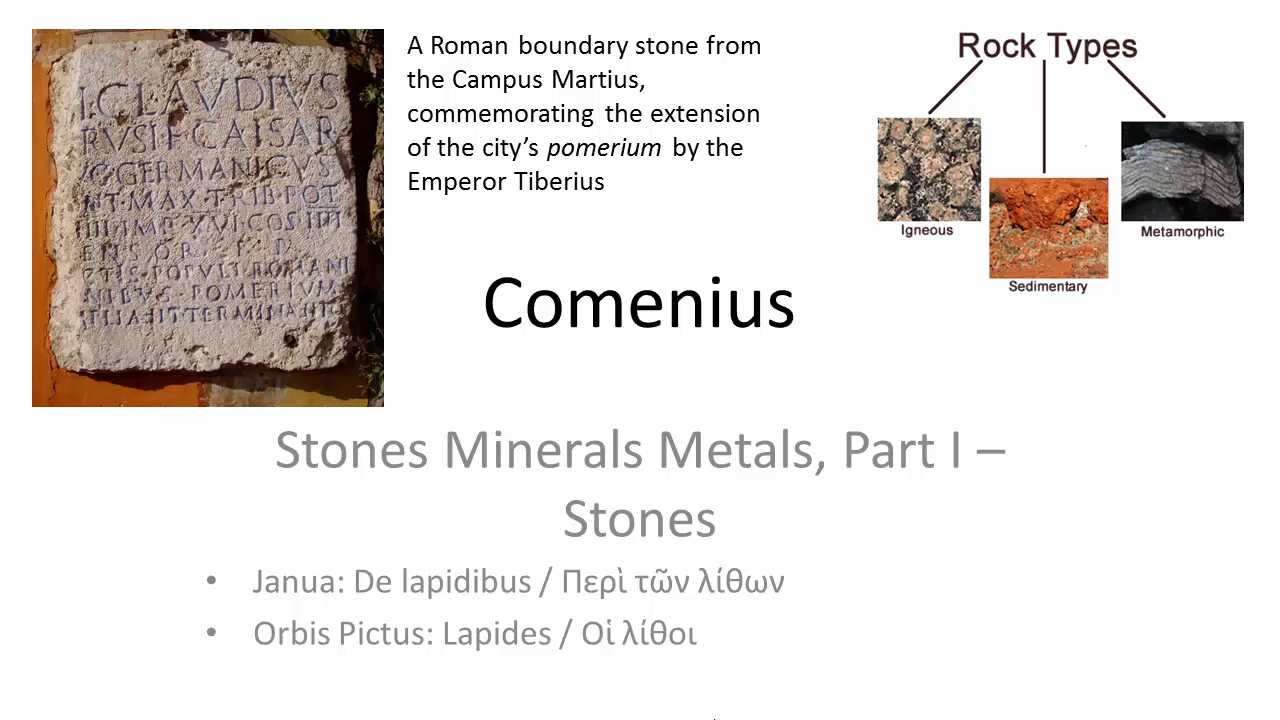 I CLAVDIVS
RVSI F CAISAR
GERMANICVS
NT MAX TRIB POT
IIII IMP XVI COS IIII
ENSOR P
POPVLI ROMANI
NIBVS POMERIVM
TERMINAVIT
A Roman boundary stone from
the Campus Martius,
commemorating the extension
of the city’s pomerium by the
Emperor Tiberius
Rock Types
Igneous
Sedimentary
Metamorphic
Comenius
Stones Minerals Metals, Part I –
Stones
• Janua: De lapidibus / Περὶ τῶν λίθων
• Orbis Pictus: Lapides / Οἱ λίθοι